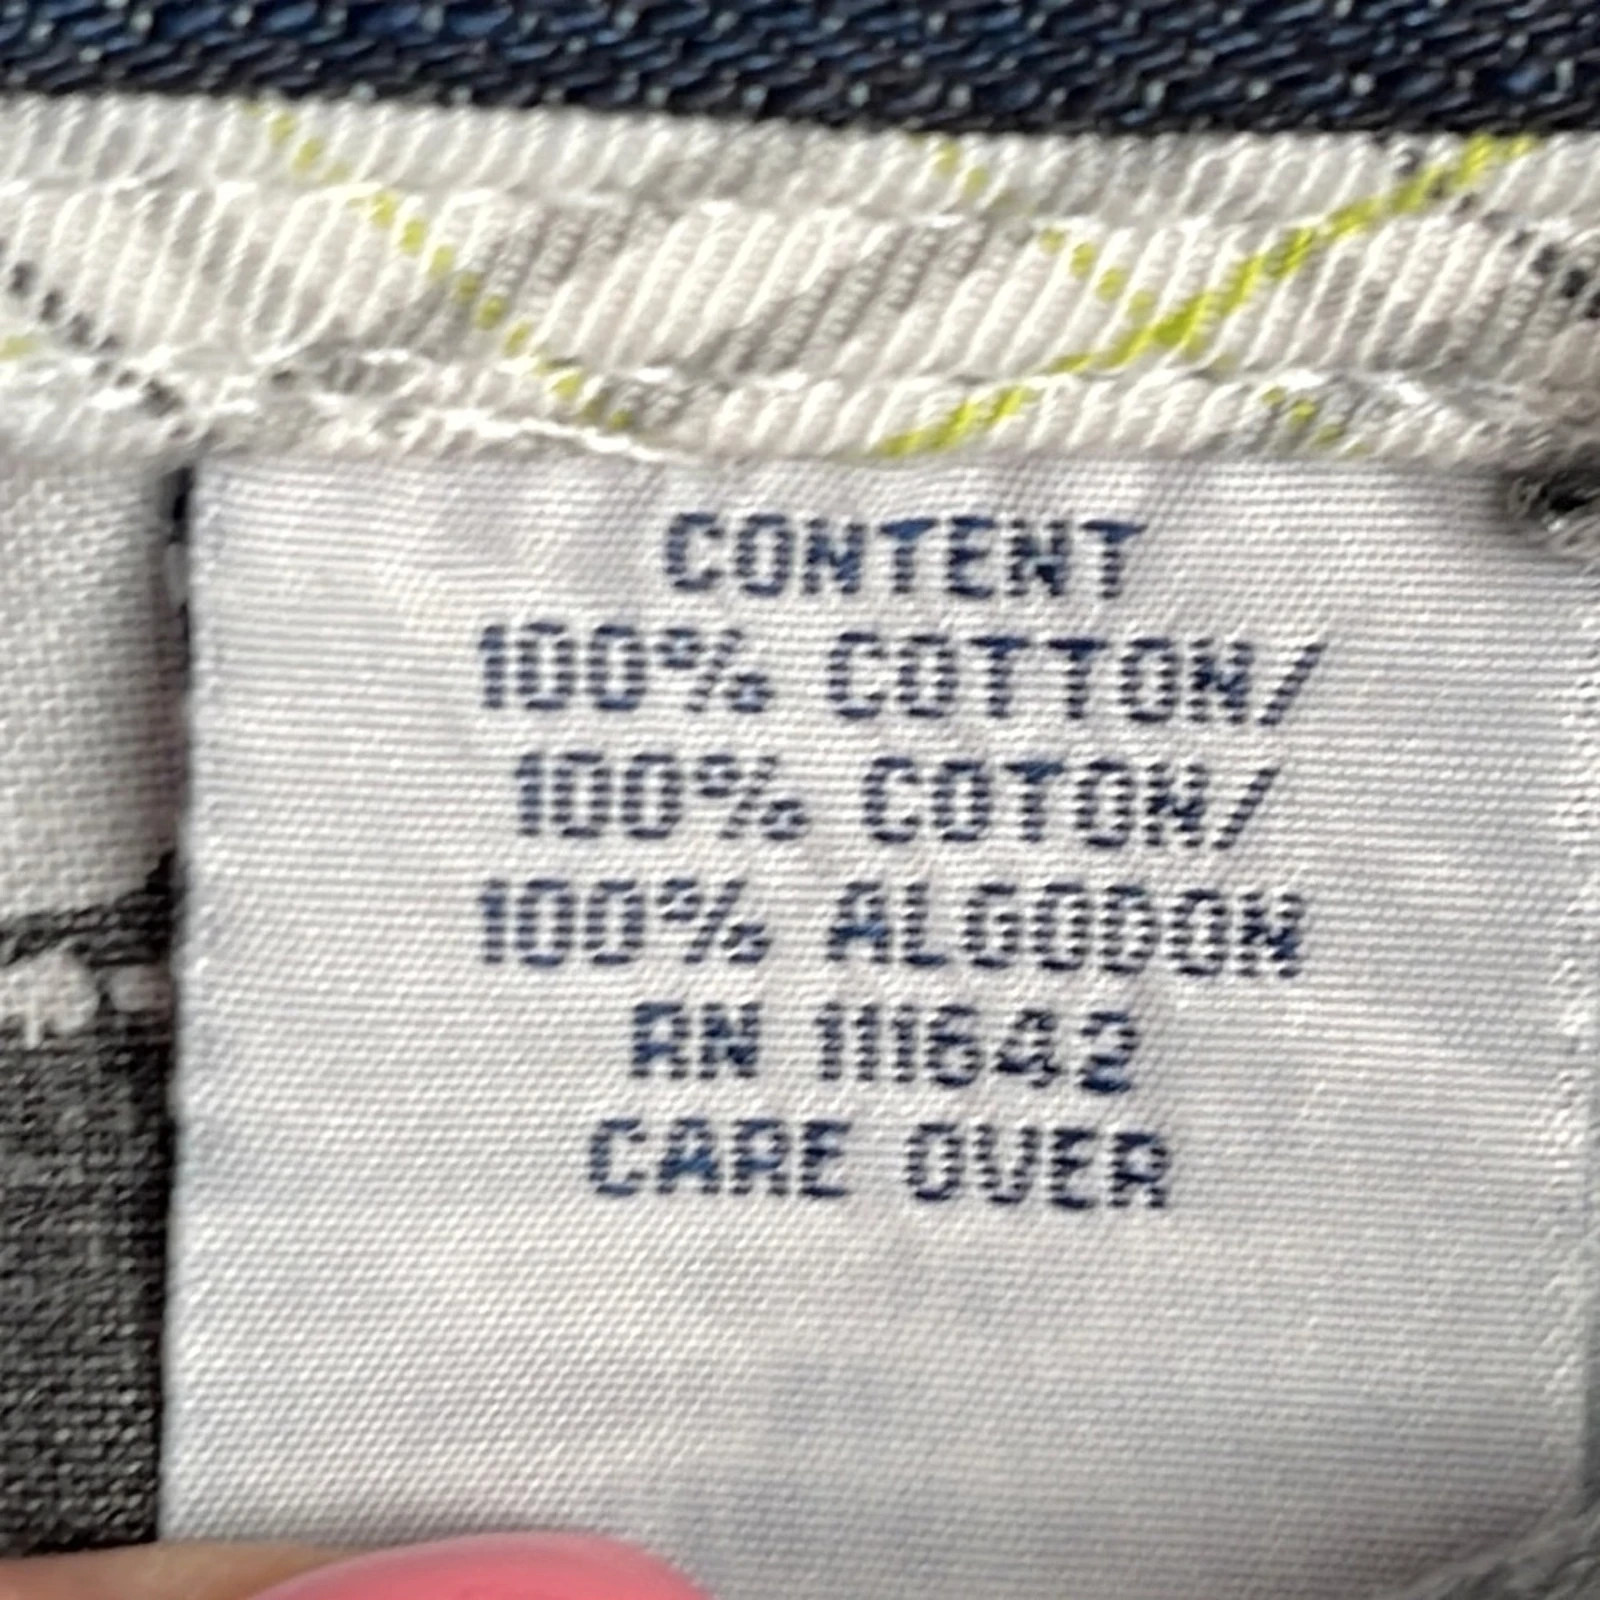 CONTENT
100% COTTON/
100% COTON/
100% ALGODON
RN 111642
CARE OVER